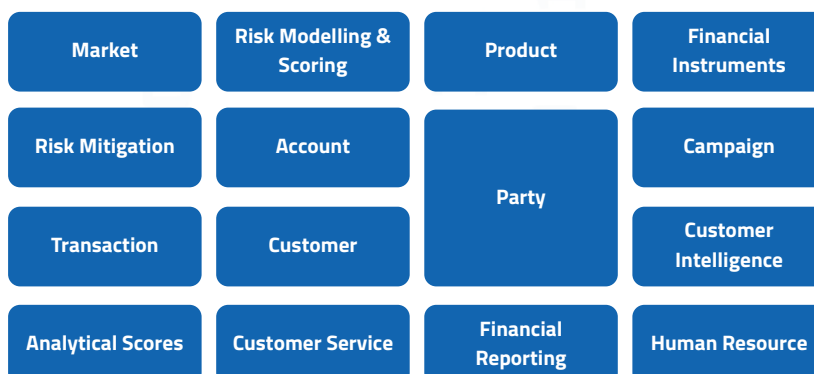 Market
Risk Modelling &
Scoring
Product
Financial
Instruments
Risk Mitigation
Account
Party
Campaign
Transaction
Customer
Customer
Intelligence
Analytical Scores
Customer Service
Financial
Reporting
Human Resource